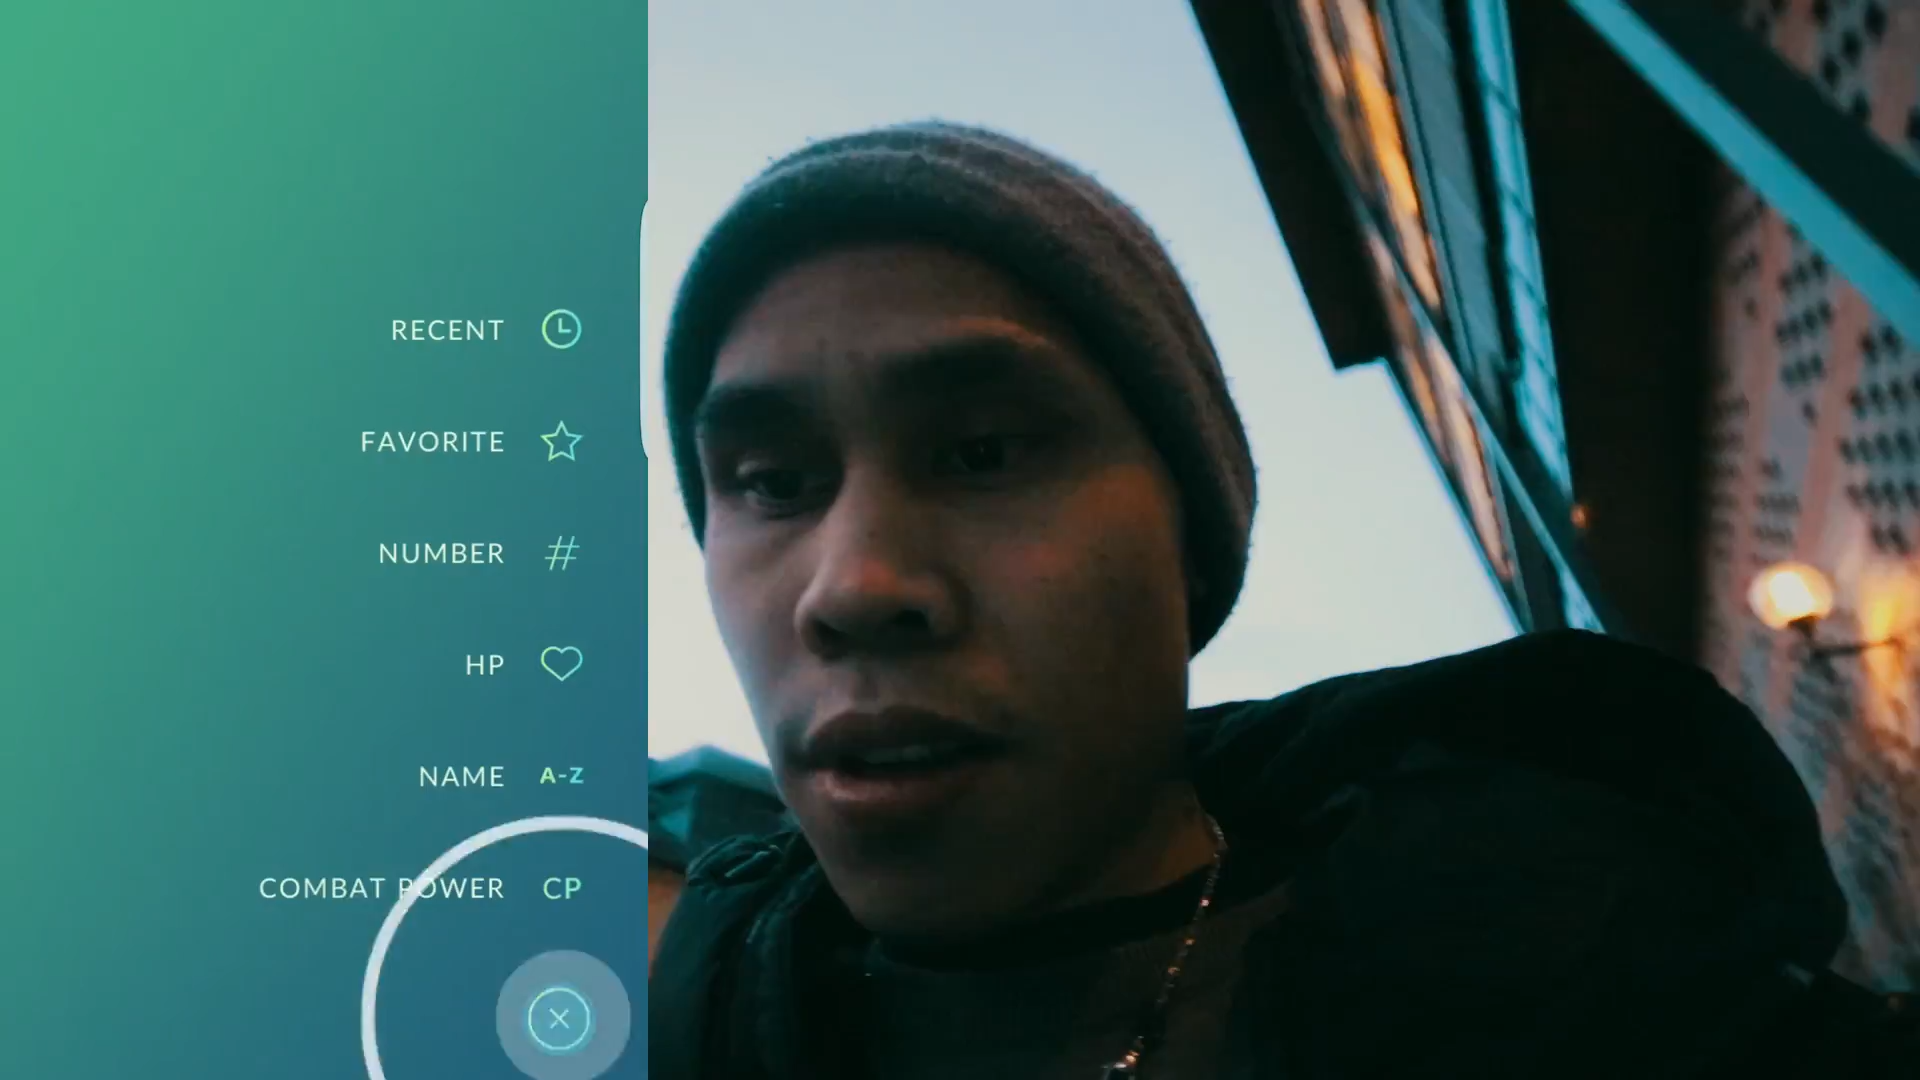 RECENT
FAVORITE
NUMBER #
HP
NAME A-Z
COMBAT POWER CP